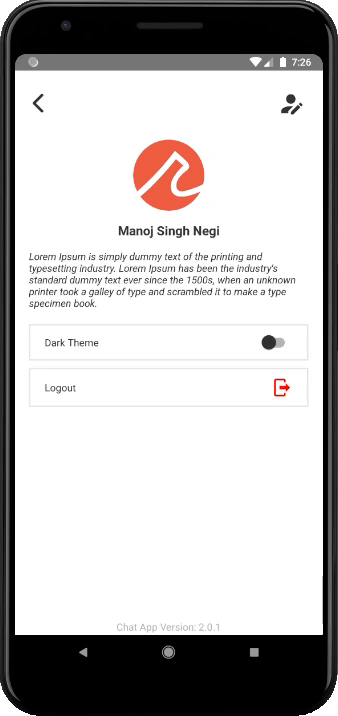 7:26
Manoj Singh Negi
Lorem Ipsum is simply dummy text of the printing and
typesetting industry. Lorem Ipsum has been the industry's
standard dummy text ever since the 1500s, when an unknown
printer took a galley of type and scrambled it to make a type
specimen book.
Dark Theme
Logout
Chat App Version: 2.0.1